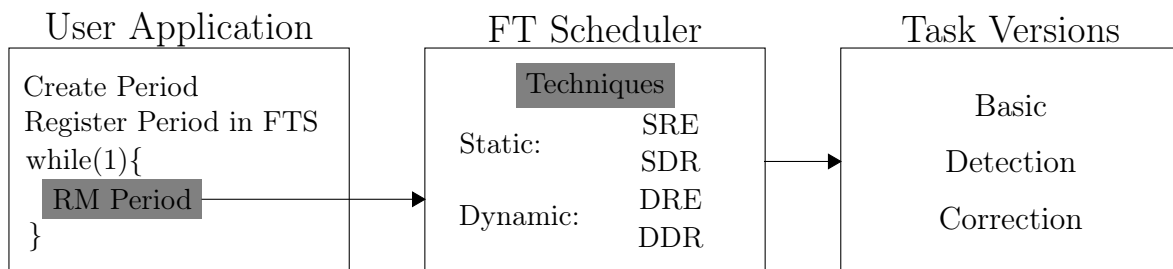 User Application
Create Period
Register Period in FTS
while(1){
RM Period
}
FT Scheduler
Techniques
Static:
SRE
SDR
Dynamic:
DRE
DDR
Task Versions
Basic
Detection
Correction